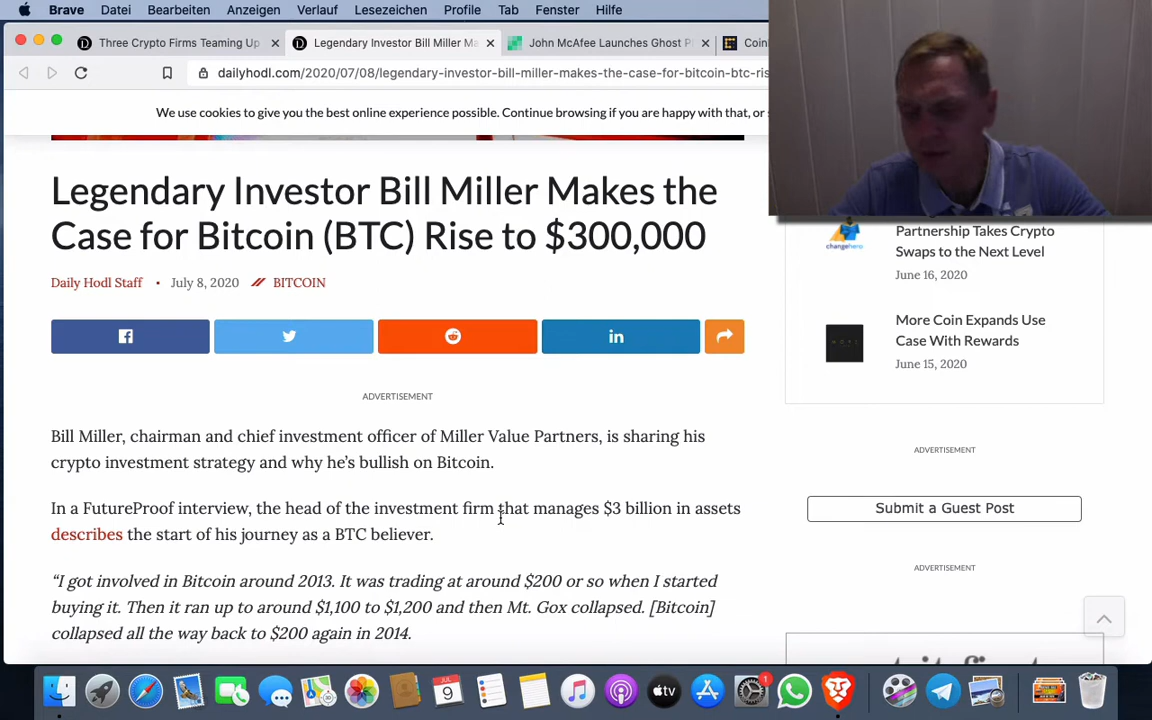 Brave Datei Bearbeiten Anzeigen Verlauf Lesezeichen Profile Tab Fenster Hilfe
Three Crypto Firms Teaming Up
Legendary Investor Bill Miller Ma
John McAfee Launches Ghost P
Coin
dailyhodl.com/2020/07/08/legendary-investor-bill-miller-makes-the-case-for-bitcoin-btc-ris
We use cookies to give you the best online experience possible. Continue browsing if you are happy with that, or
Legendary Investor Bill Miller Makes the
Case for Bitcoin (BTC) Rise to $300,000
Daily Hodl Staff • July 8, 2020 BITCOIN
ADVERTISEMENT
Bill Miller, chairman and chief investment officer of Miller Value Partners, is sharing his
crypto investment strategy and why he's bullish on Bitcoin.
In a FutureProof interview, the head of the investment firm that manages $3 billion in assets
describes the start of his journey as a BTC believer.
“I got involved in Bitcoin around 2013. It was trading at around $200 or so when I started
buying it. Then it ran up to around $1,100 to $1,200 and then Mt. Gox collapsed. [Bitcoin]
collapsed all the way back to $200 again in 2014.
changehero
Partnership Takes Crypto
Swaps to the Next Level
June 16, 2020
More Coin Expands Use
Case With Rewards
June 15, 2020
ADVERTISEMENT
Submit a Guest Post
ADVERTISEMENT
JUL
9
tv
1